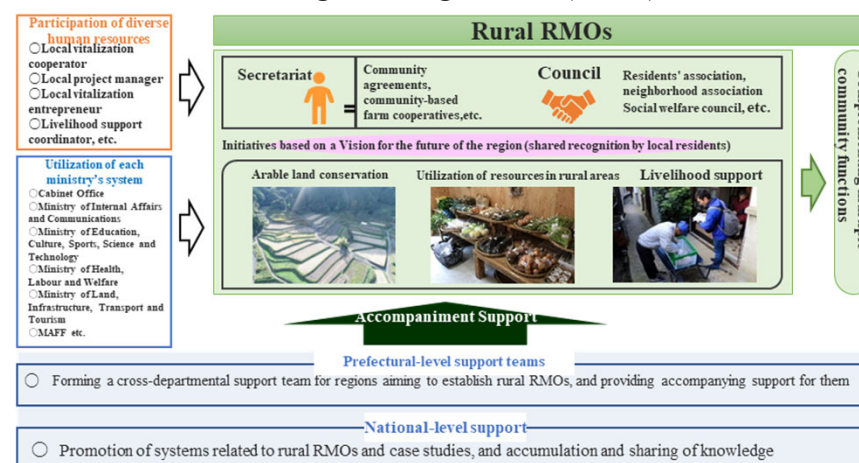 Participation of diverse
human resources
○Local vitalization
cooperator
○Local project manager
○Local vitalization
entrepreneur
○Livelihood support
coordinator, etc.
Utilization of each
ministry's system
○Cabinet Office
○Ministry of Internal Affairs
and Communications
○Ministry of Education,
Culture, Sports, Science and
Technology
○Ministry of Health,
Labour and Welfare
○Ministry of Land,
Infrastructure, Transport and
Tourism
○MAFF etc.
Rural RMOs
Secretariat
=
Community
agreements,
community-based
farm cooperatives,etc.
Council
Residents' association,
neighborhood association
Social welfare council, etc.
Initiatives based on a Vision for the future of the region (shared recognition by local residents)
Arable land conservation
Utilization of resources in rural areas
Livelihood support
community functions
Accompaniment Support
Prefectural-level support teams
○ Forming a cross-departmental support team for regions aiming to establish rural RMOs, and providing accompanying support for them
National-level support
○ Promotion of systems related to rural RMOs and case studies, and accumulation and sharing of knowledge